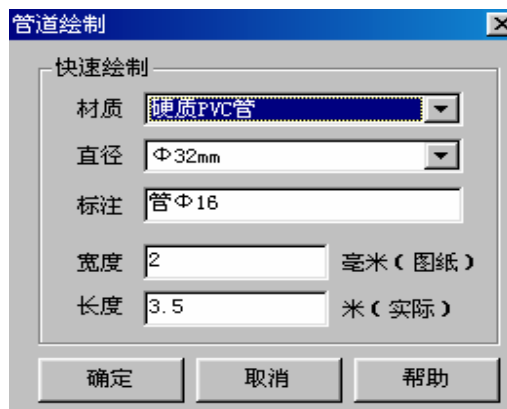 管道绘制
快速绘制
材质 硬质PVC管
直径 Φ32mm
标注 管Φ16
宽度 2 毫米(图纸)
长度 3.5 米(实际)
确定 取消 帮助